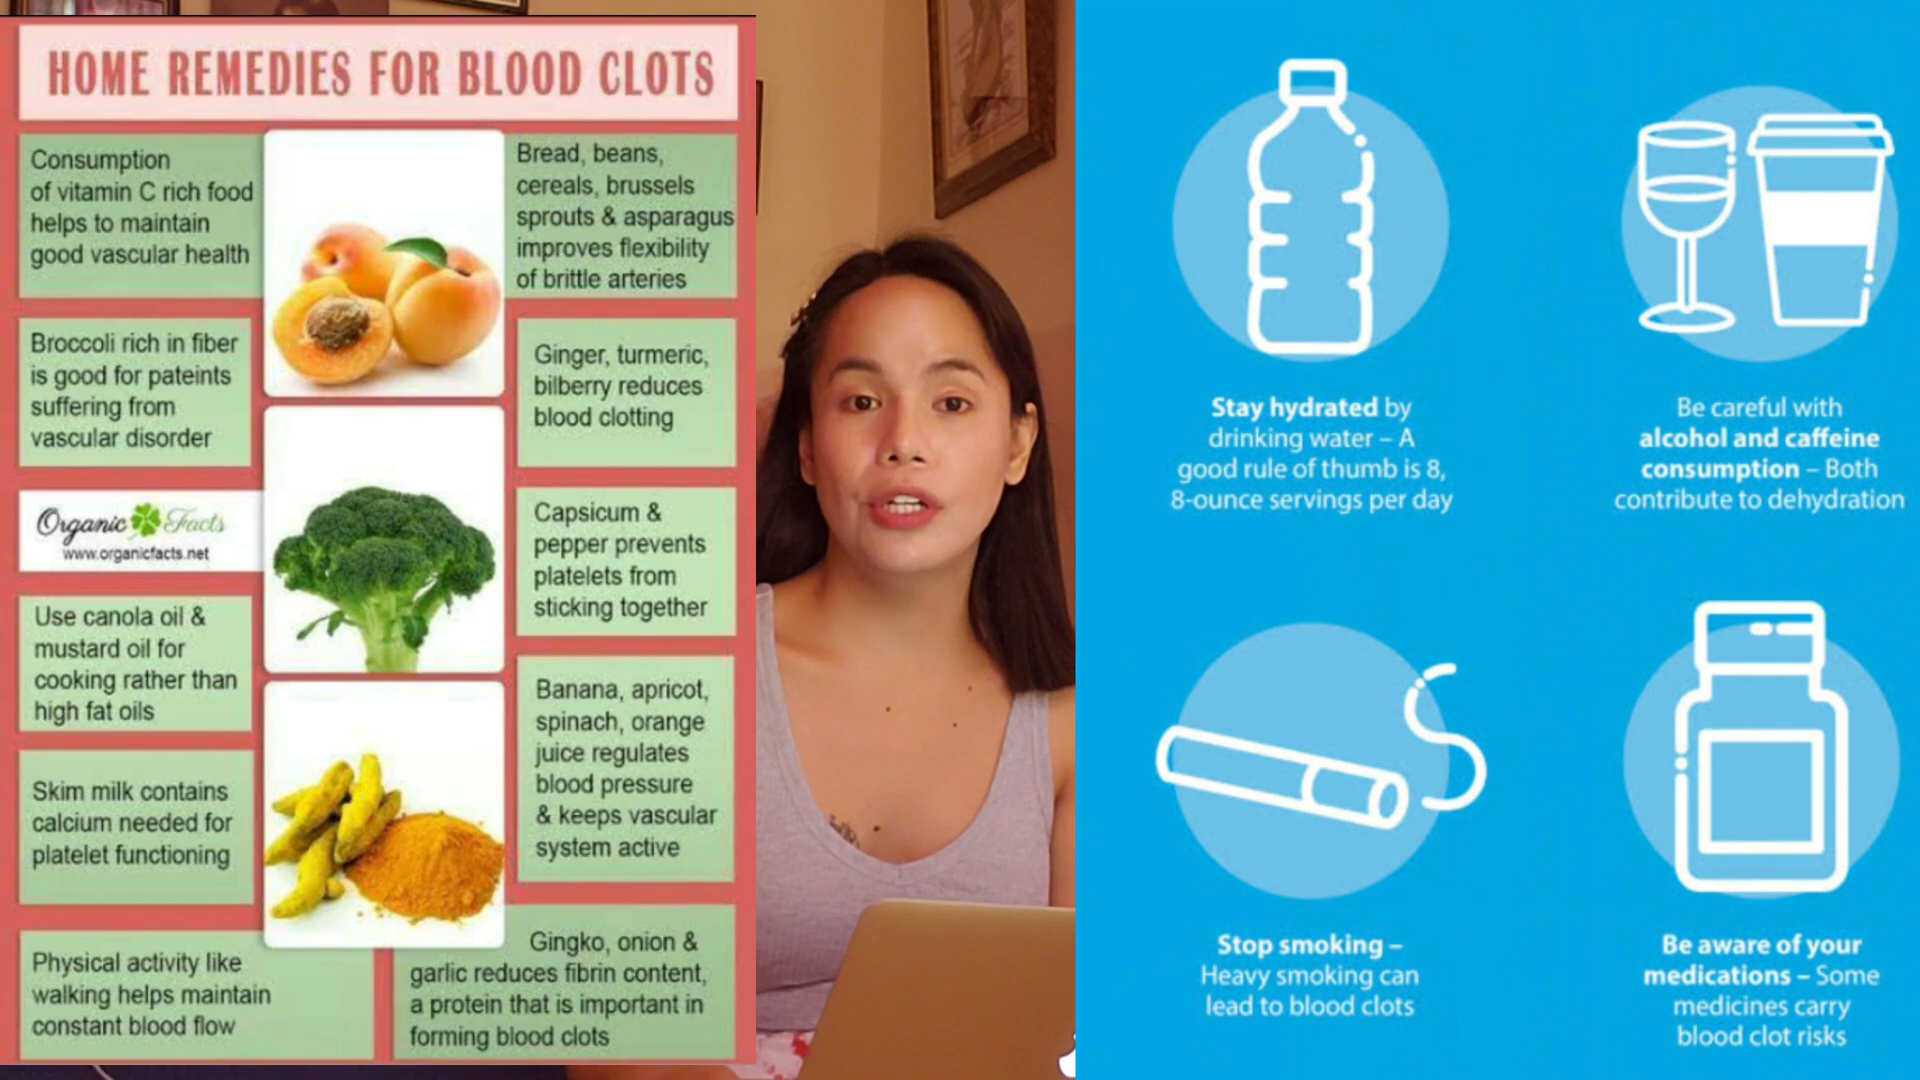 HOME REMEDIES FOR BLOOD CLOTS
Consumption
of vitamin C rich food
helps to maintain
good vascular health
Broccoli rich in fiber
is good for pateints
suffering from
vascular disorder
Organic Facts
www.organicfacts.net
Use canola oil &
mustard oil for
cooking rather than
high fat oils
Skim milk contains
calcium needed for
platelet functioning
Physical activity like
walking helps maintain
constant blood flow
Bread, beans,
cereals, brussels
sprouts & asparagus
improves flexibility
of brittle arteries
Ginger, turmeric,
bilberry reduces
blood clotting
Capsicum &
pepper prevents
platelets from
sticking together
Banana, apricot,
spinach, orange
juice regulates
blood pressure
& keeps vascular
system active
Gingko, onion &
garlic reduces fibrin content,
a protein that is important in
forming blood clots
Stay hydrated by
drinking water – A
good rule of thumb is 8,
8-ounce servings per day
Be careful with
alcohol and caffeine
consumption – Both
contribute to dehydration
Stop smoking –
Heavy smoking can
lead to blood clots
Be aware of your
medications – Some
medicines carry
blood clot risks